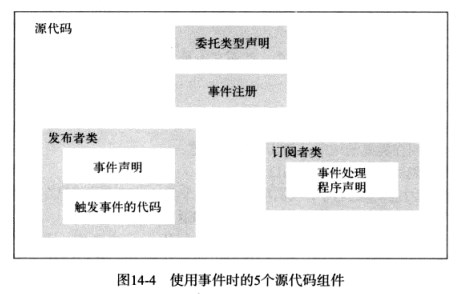 源代码
委托类型声明
事件注册
发布者类
事件声明
触发事件的代码
订阅者类
事件处理
程序声明
图14-4 使用事件时的5个源代码组件